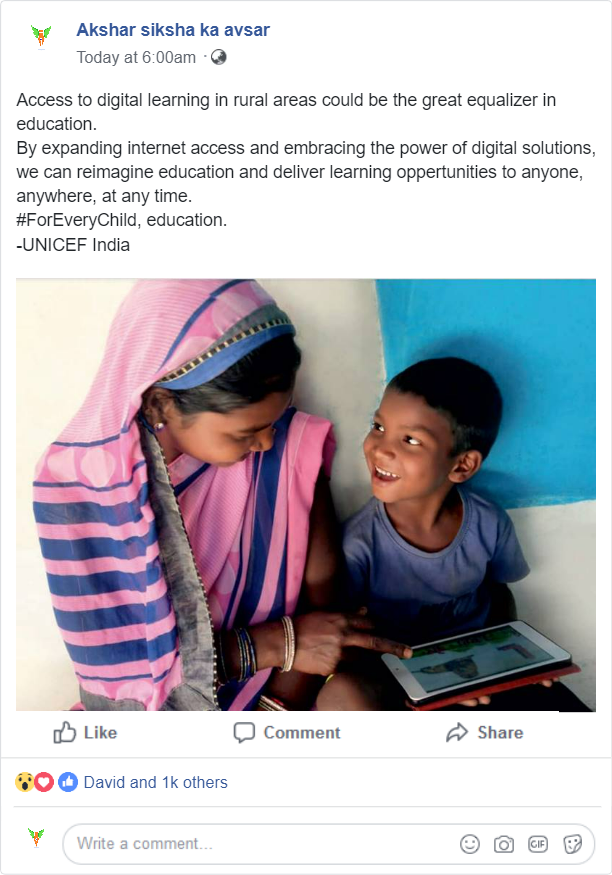 Akshar siksha ka avsar
Today at 6:00am ·
Access to digital learning in rural areas could be the great equalizer in
education.
By expanding internet access and embracing the power of digital solutions,
we can reimagine education and deliver learning oppertunities to anyone,
anywhere, at any time.
#ForEveryChild, education.
-UNICEF India
Like Comment Share
David and 1k others
Write a comment...
GIF